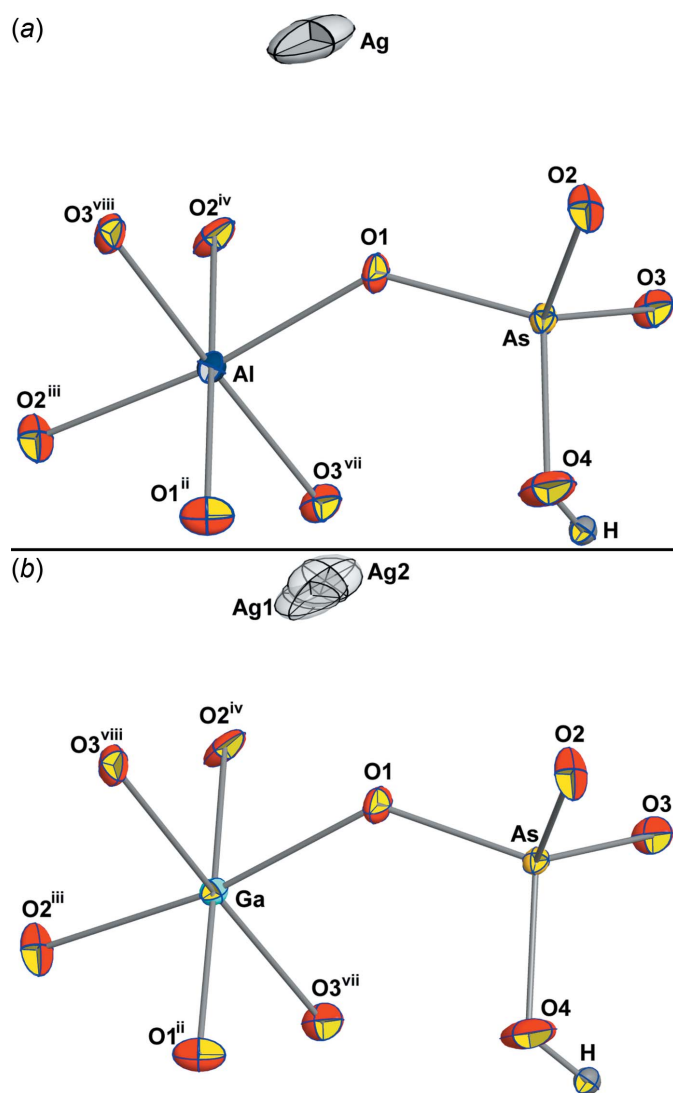 (a)
Ag
O3viii
O2iv
O1
O2
O3
As
Al
O2iii
O1ii
O3vii
O4
H
(b)
Ag1
Ag2
O3viii
O2iv
O1
O2
O3
As
Ga
O2iii
O1ii
O3vii
O4
H